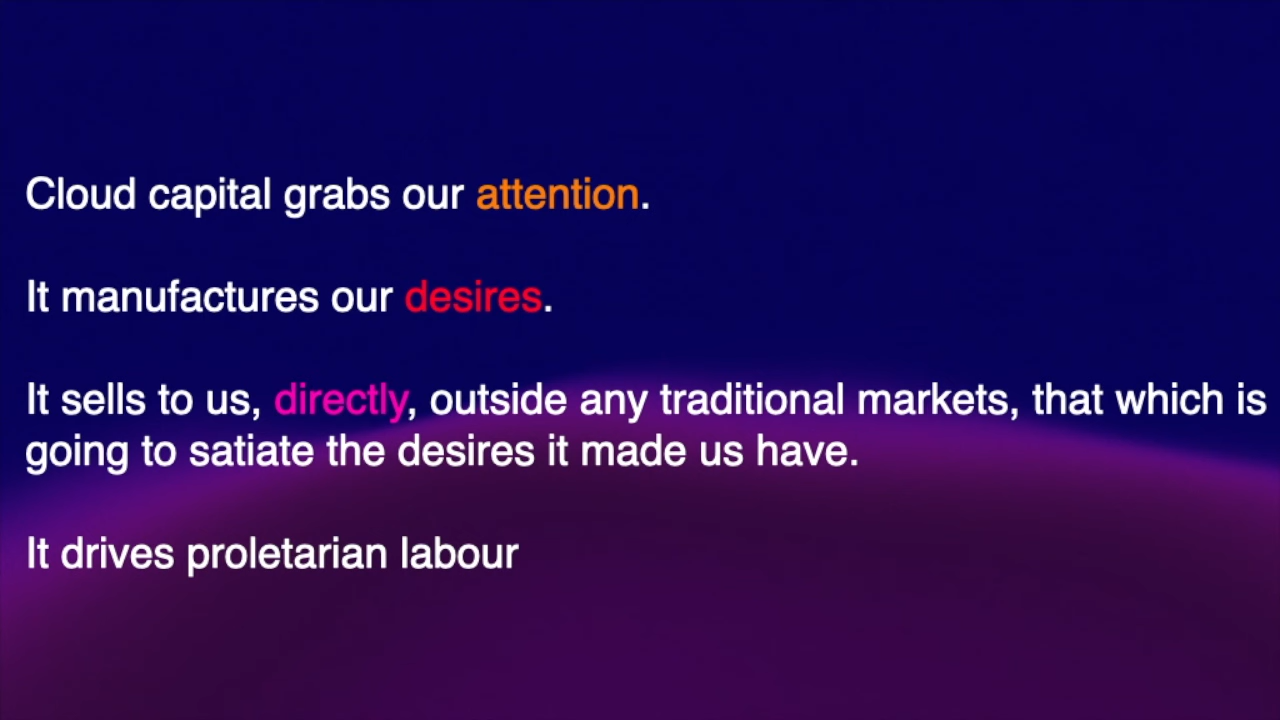 Cloud capital grabs our attention.
It manufactures our desires.
It sells to us, directly, outside any traditional markets, that which is
going to satiate the desires it made us have.
It drives proletarian labour